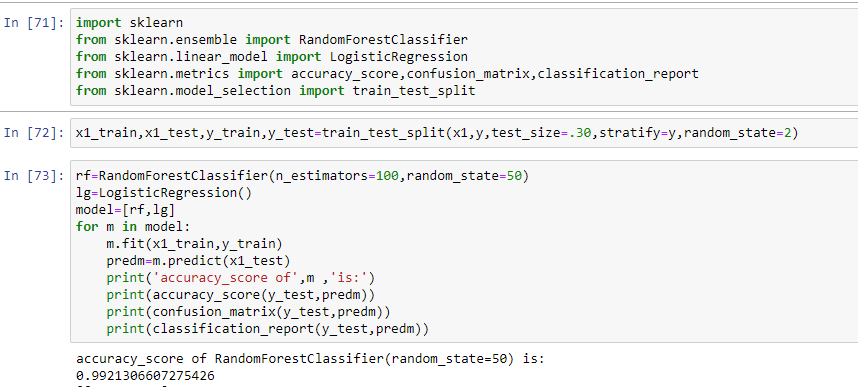 In [71]: import sklearn
from sklearn.ensemble import RandomForestClassifier
from sklearn.linear_model import LogisticRegression
from sklearn.metrics import accuracy_score,confusion_matrix,classification_report
from sklearn.model_selection import train_test_split
In [72]: x1_train,x1_test,y_train,y_test=train_test_split(x1,y,test_size=.30,stratify=y,random_state=2)
In [73]: rf=RandomForestClassifier(n_estimators=100,random_state=50)
lg=LogisticRegression()
model=[rf,lg]
for m in model:
    m.fit(x1_train,y_train)
    predm=m.predict(x1_test)
    print('accuracy_score of',m ,'is:')
    print(accuracy_score(y_test,predm))
    print(confusion_matrix(y_test,predm))
    print(classification_report(y_test,predm))
accuracy_score of RandomForestClassifier(random_state=50) is:
0.9921306607275426